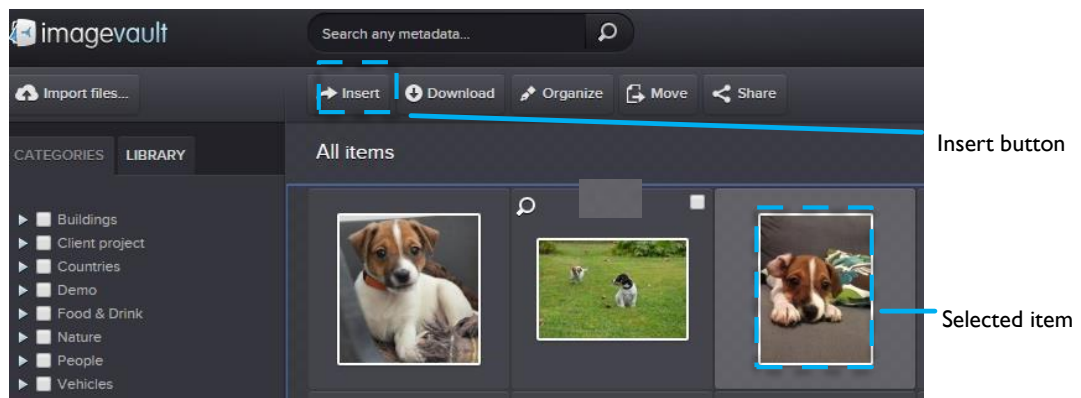 imagevault
Search any metadata...
Import files...
Insert
Download
Organize
Move
Share
Insert button
CATEGORIES
LIBRARY
All items
Buildings
Client project
Countries
Demo
Food & Drink
Nature
People
Vehicles
Selected item